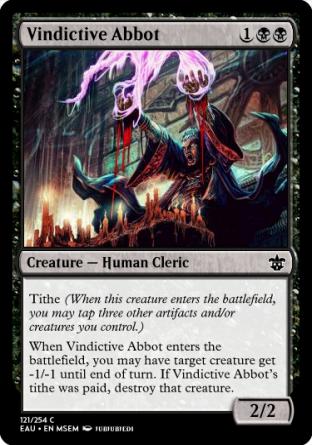 Vindictive Abbot 1
Creature — Human Cleric
Tithe (When this creature enters the battlefield,
you may tap three other artifacts and/or
creatures you control.)
When Vindictive Abbot enters the
battlefield, you may have target creature get
-1/-1 until end of turn. If Vindictive Abbot's
tithe was paid, destroy that creature.
2/2
121/254 C
EAU • EN MSEM